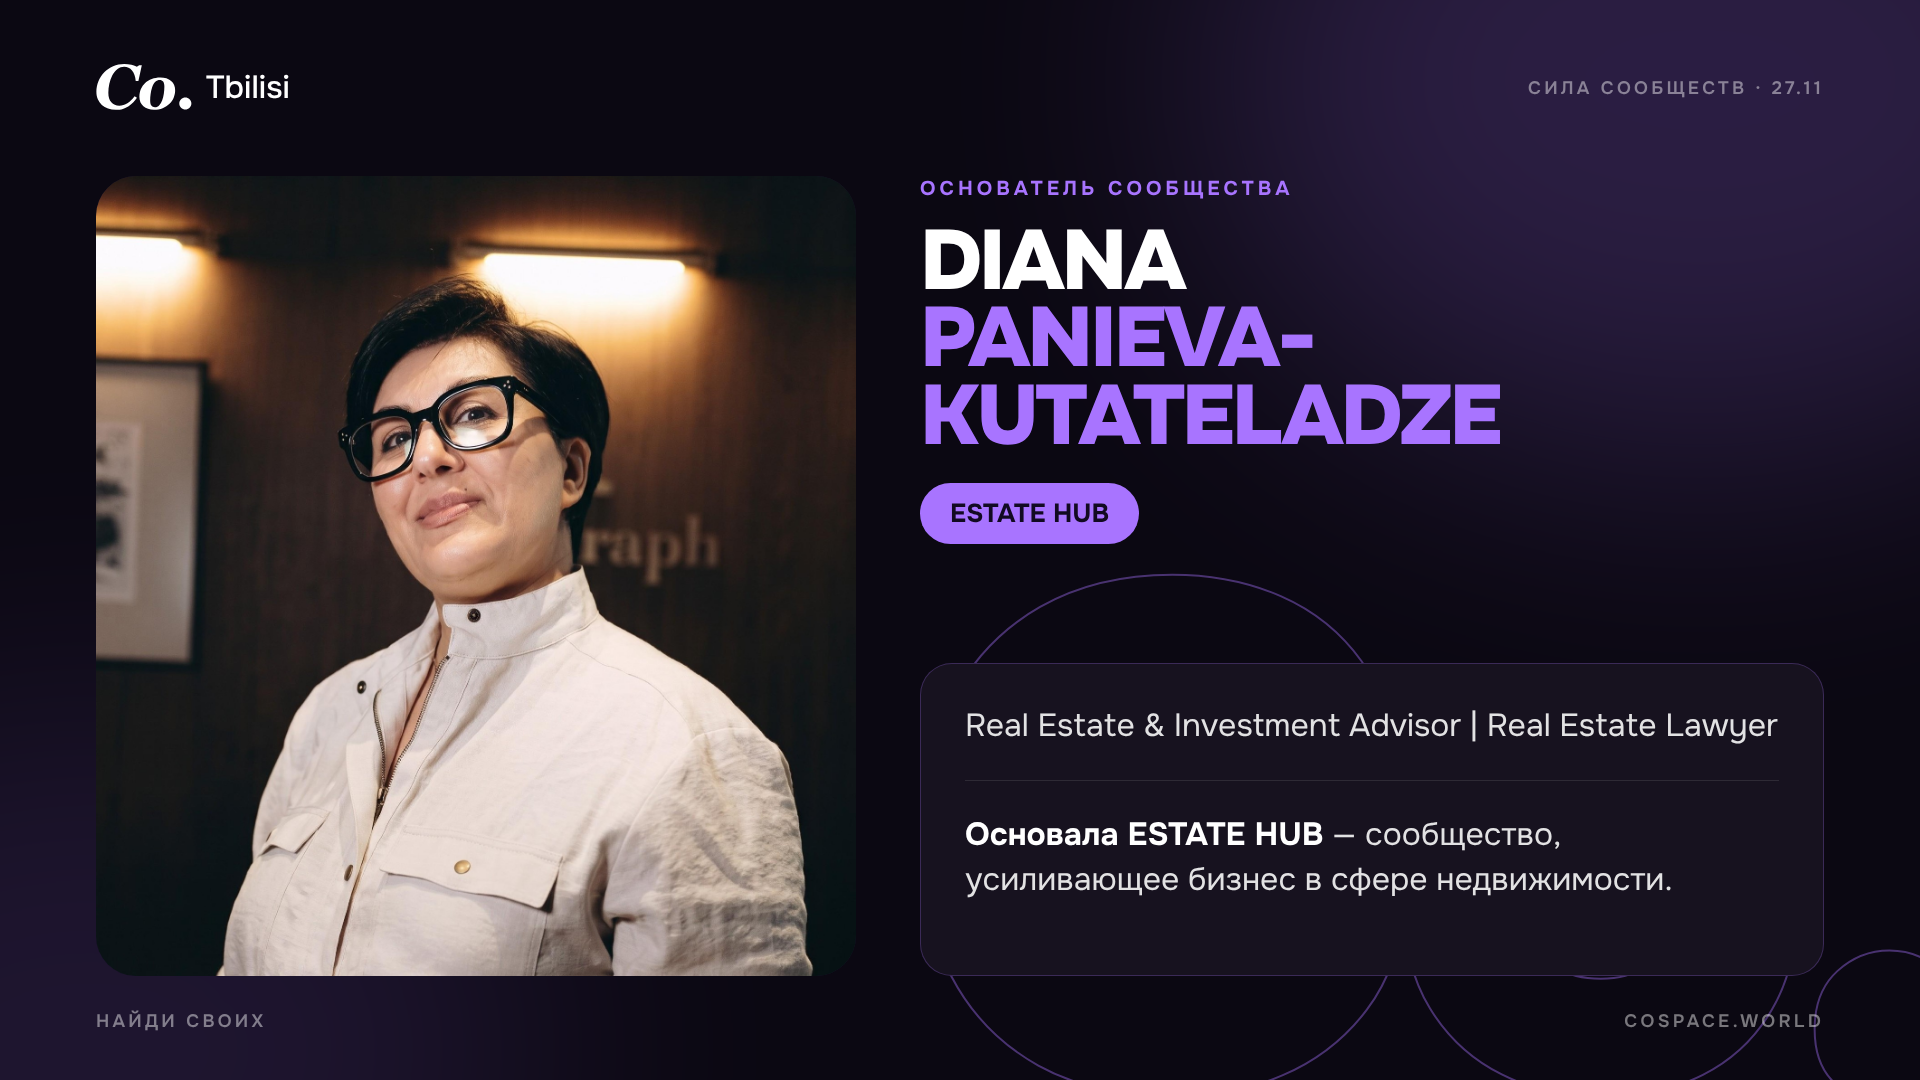 Co. Tbilisi
СИЛА СООБЩЕСТВ · 27.11
raph
ОСНОВАТЕЛЬ СООБЩЕСТВА
DIANA
PANIEVA-
KUTATELADZE
ESTATE HUB
Real Estate & Investment Advisor | Real Estate Lawyer
Основала ESTATE HUB — сообщество,
усиливающее бизнес в сфере недвижимости.
НАЙДИ СВОИХ
COSPACE.WORLD